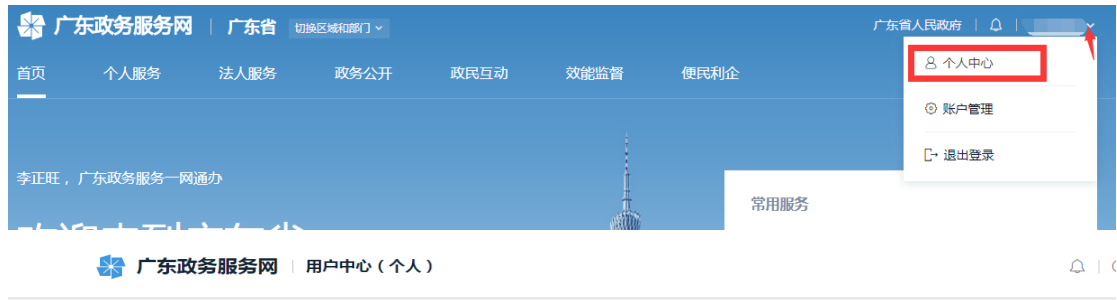 广东政务服务网 | 广东省 切换区域和部门 广东省人民政府
首页 个人服务 法人服务 政务公开 政民互动 效能监督 便民利企
个人中心
账户管理
退出登录
李正旺，广东政务服务一网通办
常用服务
广东政务服务网 | 用户中心（个人）